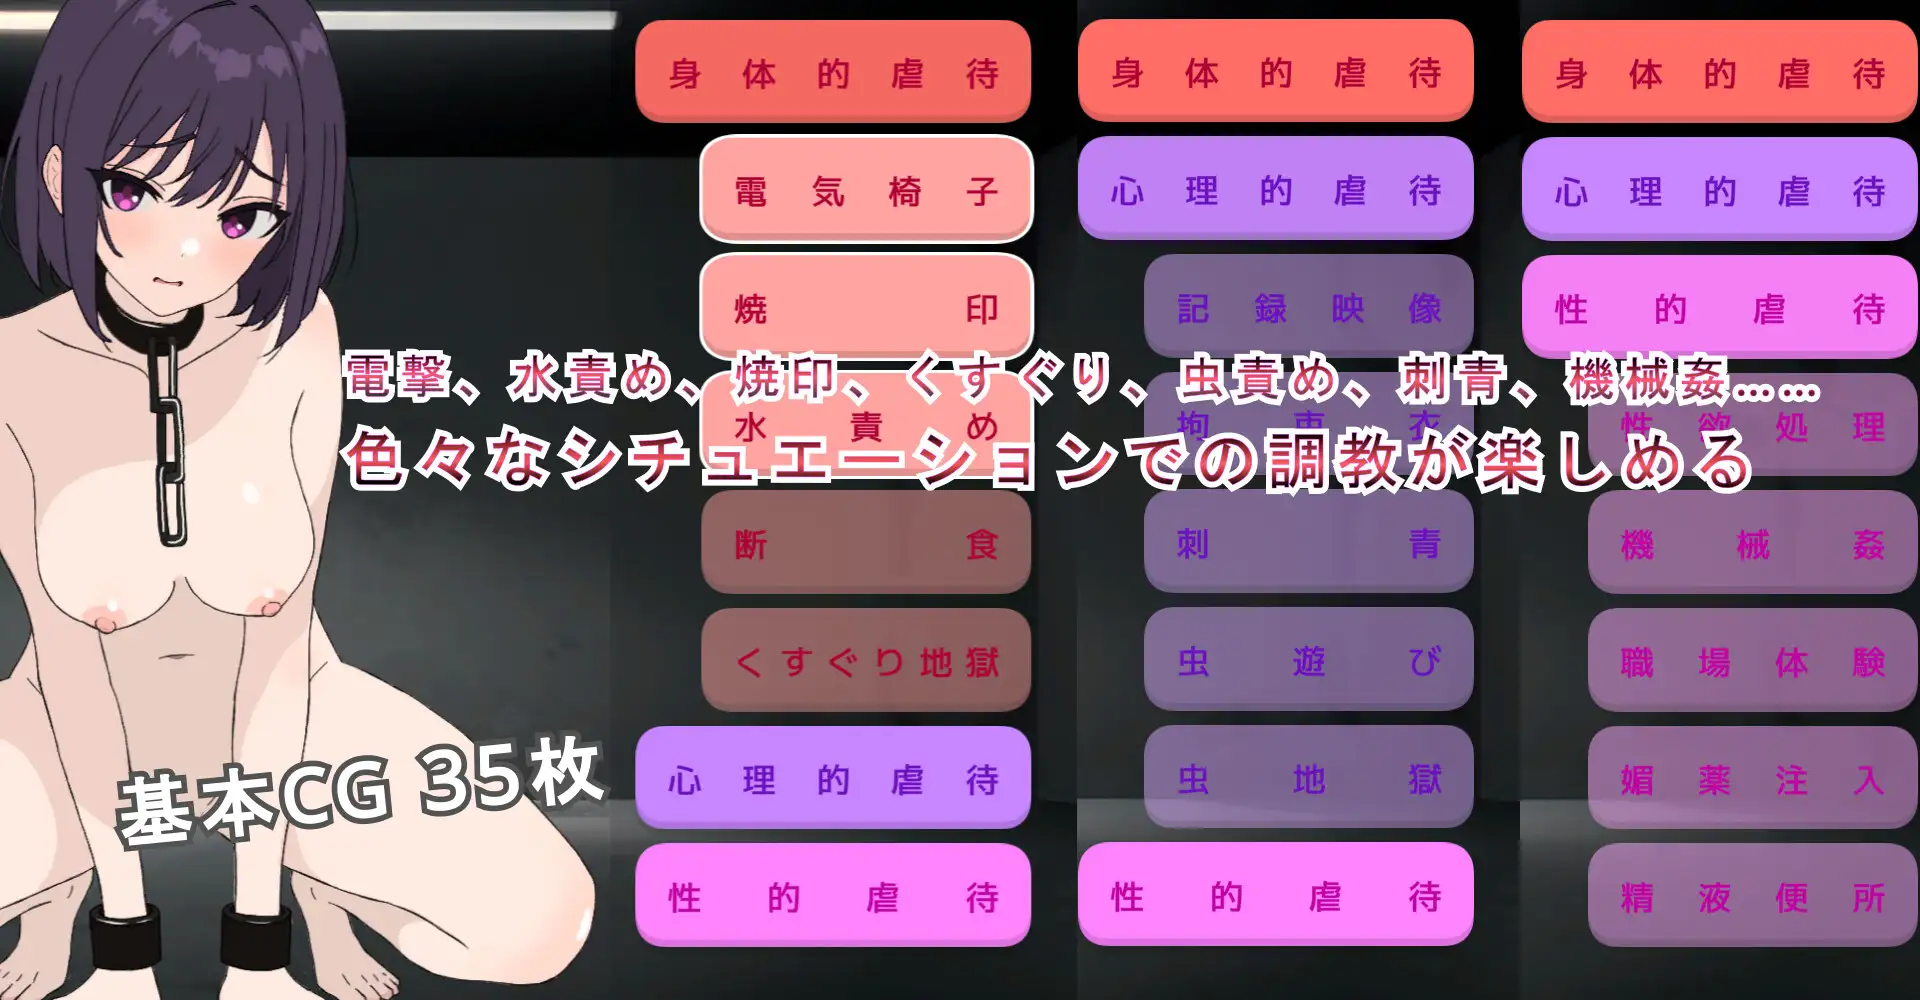 身体的虐待
電気椅子
焼印
水責め
断食
くすぐり地獄
心理的虐待
性的虐待
身体的虐待
心理的虐待
記録映像
拘束衣
刺青
虫遊び
虫地獄
性的虐待
身体的虐待
心理的虐待
性的虐待
性欲処理
機械姦
職場体験
媚薬注入
精液便所
電撃、水責め、焼印、くすぐり、虫責め、刺青、機械姦……
色々なシチュエーションでの調教が楽しめる
基本CG 35枚